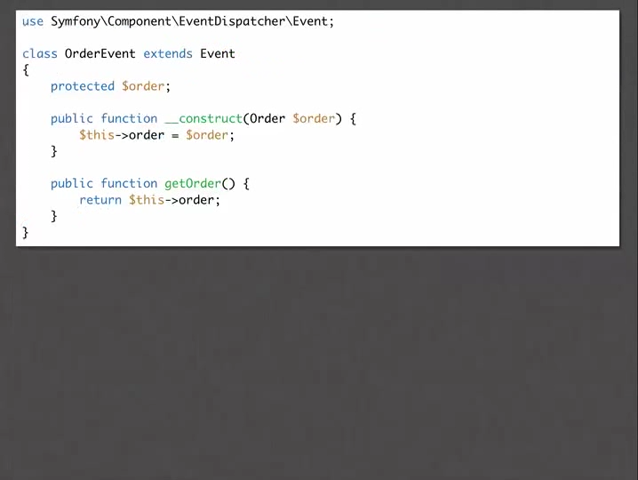 use Symfony\Component\EventDispatcher\Event;
class OrderEvent extends Event
{
    protected $order;
    public function __construct(Order $order) {
        $this->order = $order;
    }
    public function getOrder() {
        return $this->order;
    }
}